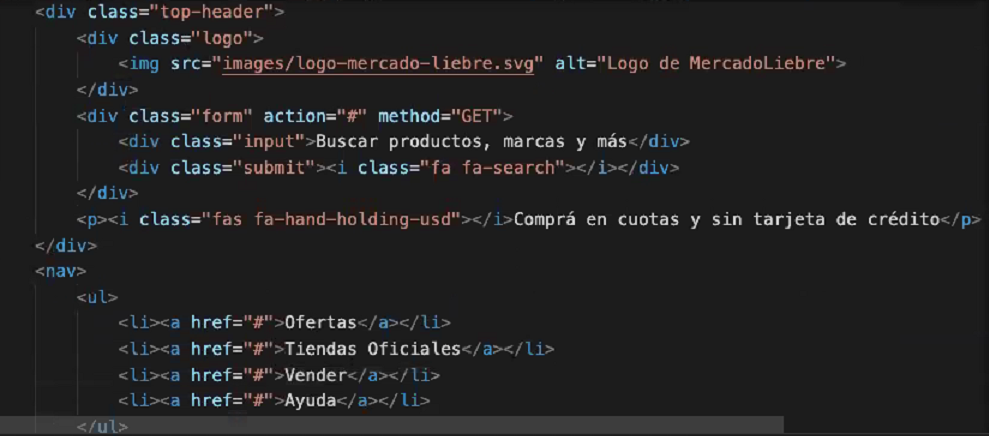 <div class="top-header">
<div class="logo">
<img src="images/logo-mercado-liebre.svg" alt="Logo de MercadoLiebre">
</div>
<div class="form" action="#" method="GET">
<div class="input">Buscar productos, marcas y más</div>
<div class="submit"><i class="fa fa-search"></i></div>
</div>
<p><i class="fas fa-hand-holding-usd"></i>Comprá en cuotas y sin tarjeta de crédito</p>
</div>
<nav>
<ul>
<li><a href="#">Ofertas</a></li>
<li><a href="#">Tiendas Oficiales</a></li>
<li><a href="#">Vender</a></li>
<li><a href="#">Ayuda</a></li>
</ul>